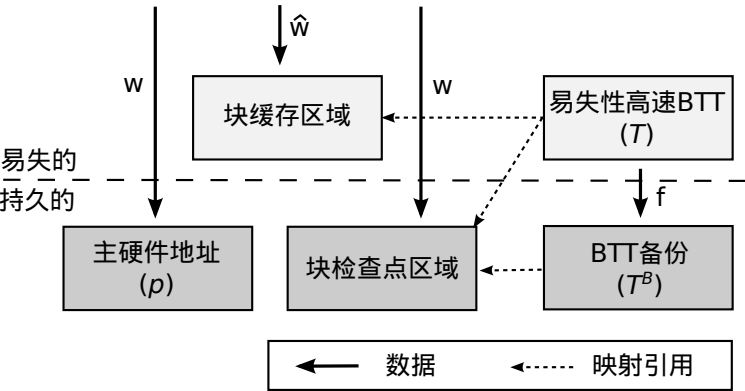 ŵ
w
w
块缓存区域
易失性高速BTT
(T)
易失的
持久的
f
主硬件地址
(p)
块检查点区域
BTT备份
(Tᴮ)
数据
映射引用